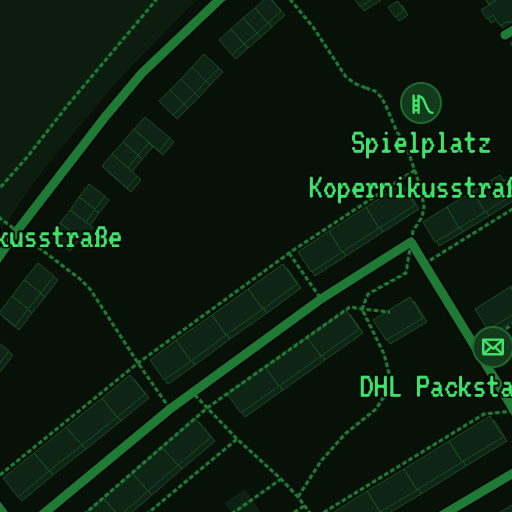 Spielplatz
Kopernikusstraß
kusstraße
DHL Packsta